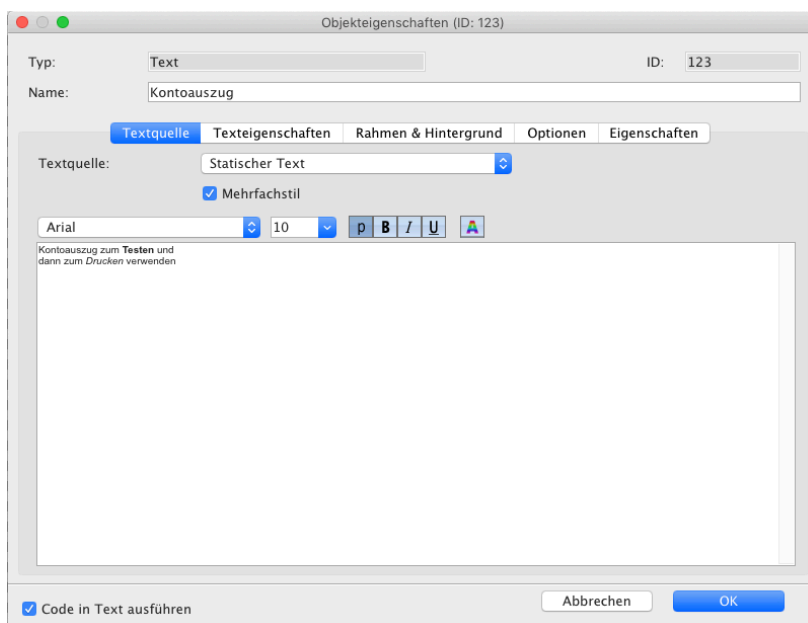 Objekteigenschaften (ID: 123)
Typ: Text ID: 123
Name: Kontoauszug
Textquelle Texteigenschaften Rahmen & Hintergrund Optionen Eigenschaften
Textquelle: Statischer Text
Mehrfachstil
Arial 10 p B I U A
Kontoauszug zum Testen und
dann zum Drucken verwenden
Code in Text ausführen Abbrechen OK